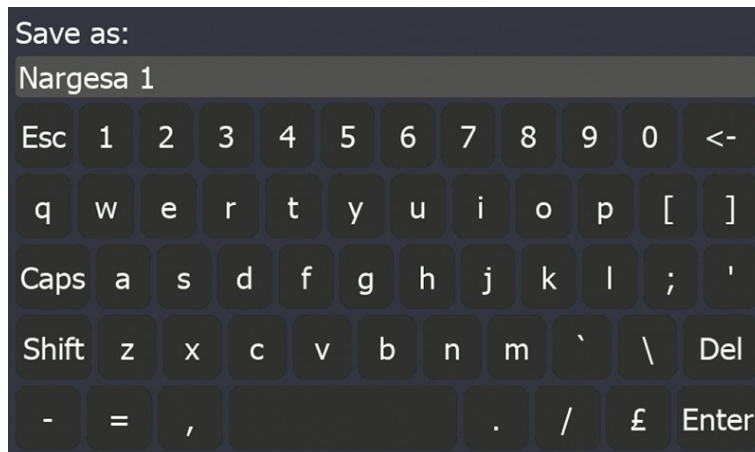 Save as:
Nargesa 1
Esc 1 2 3 4 5 6 7 8 9 0 <-
q w e r t y u i o p [ ]
Caps a s d f g h j k l ; '
Shift z x c v b n m ` \ Del
- = , . / £ Enter